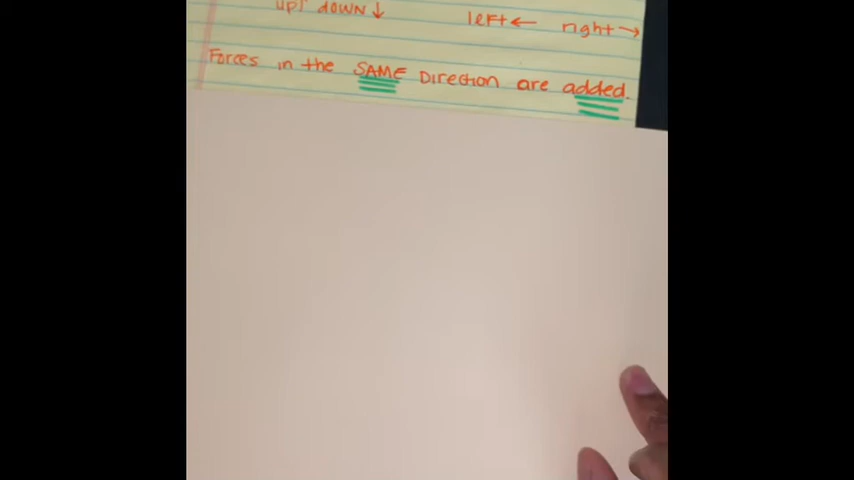 up↑ down ↓ left ← right →
Forces in the SAME Direction are added.